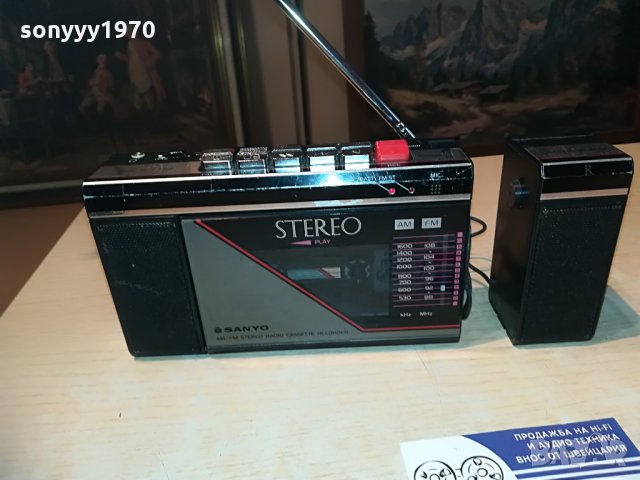 sonyyy1970
R
MIC
STEREO
PLAY
AM FM
1600 108
1400
1200 104
1000 100
800
700 96
600 92
530 88
kHz MHz
SANYO
AM/FM STEREO RADIO CASSETTE RECORDER
ПРОДАЖБА НА HI-FI
И АУДИО ТЕХНИКА
ВНОС ОТ ШВЕЙЦАРИЯ